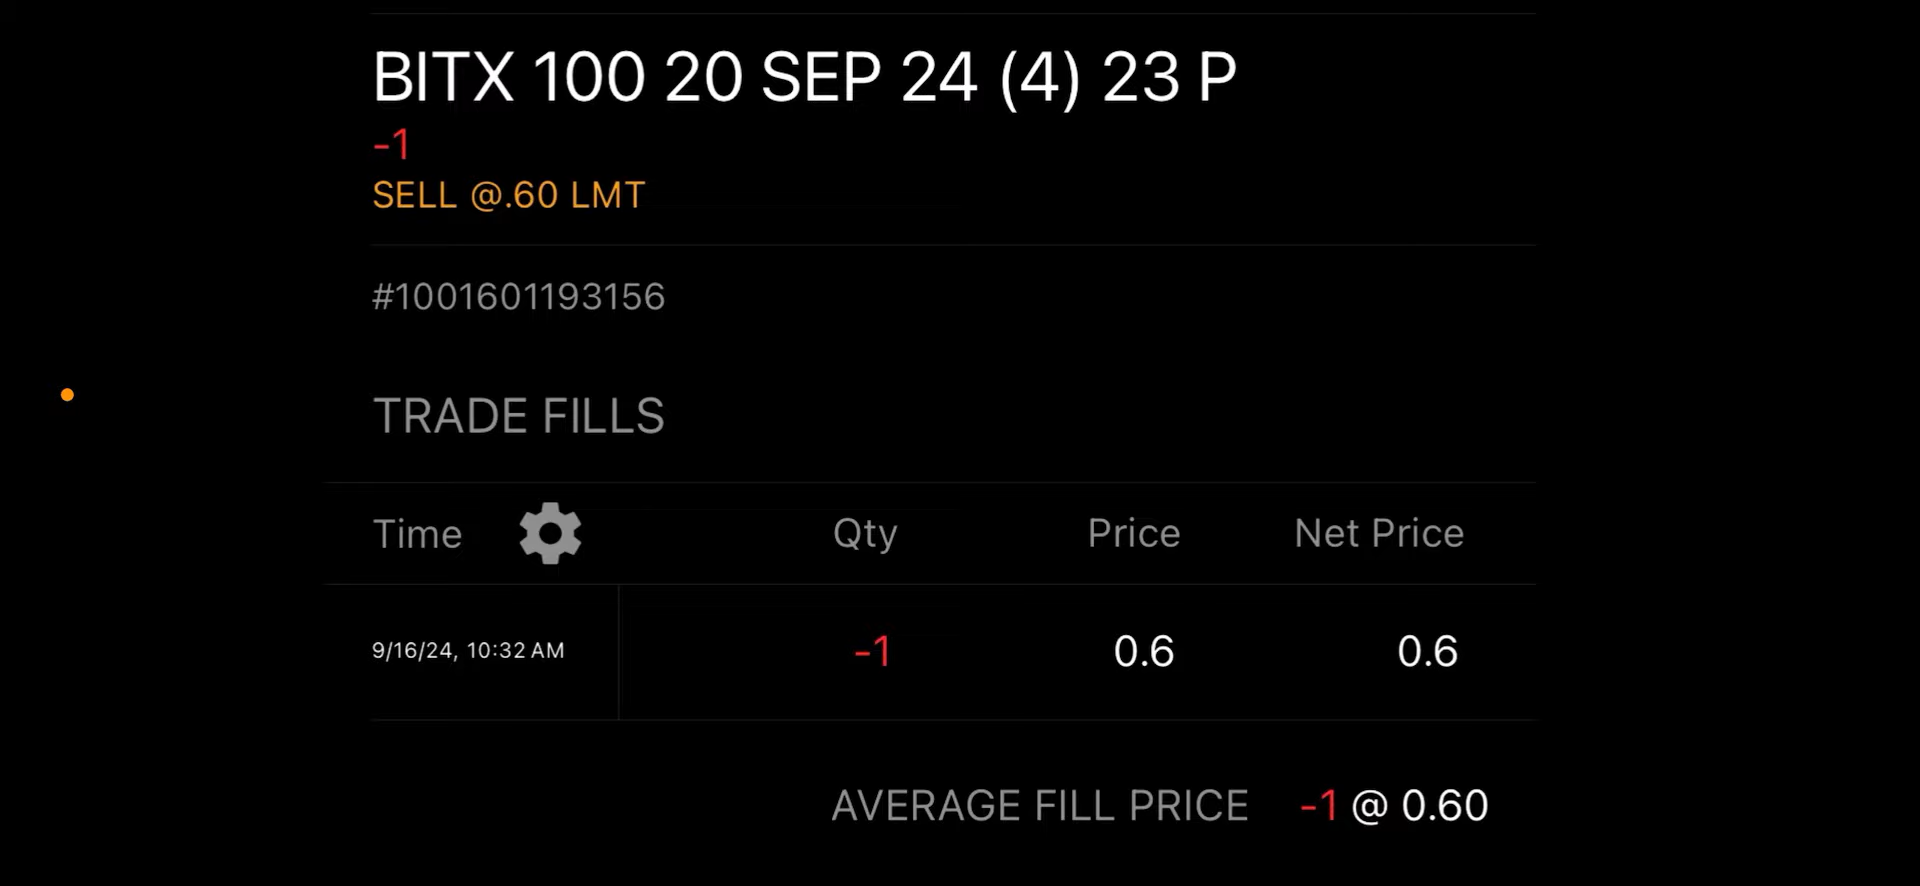 BITX 100 20 SEP 24 (4) 23 P
-1
SELL @.60 LMT
#1001601193156
TRADE FILLS
Time Qty Price Net Price
9/16/24, 10:32 AM -1 0.6 0.6
AVERAGE FILL PRICE -1 @ 0.60